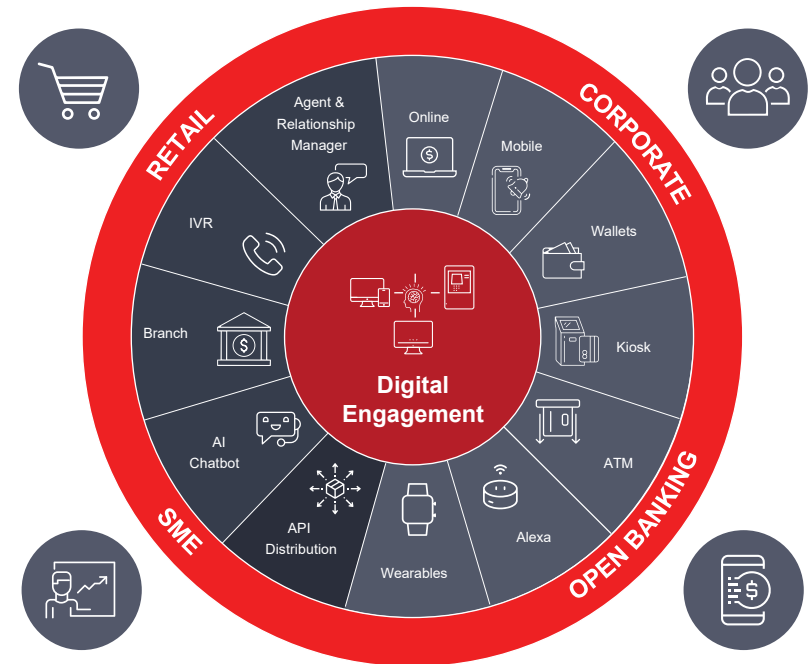 RETAIL
CORPORATE
Agent &
Relationship
Manager
Online
Mobile
IVR
Wallets
Branch
Kiosk
Digital
Engagement
AI
Chatbot
ATM
API
Distribution
Alexa
Wearables
SME
OPEN BANKING